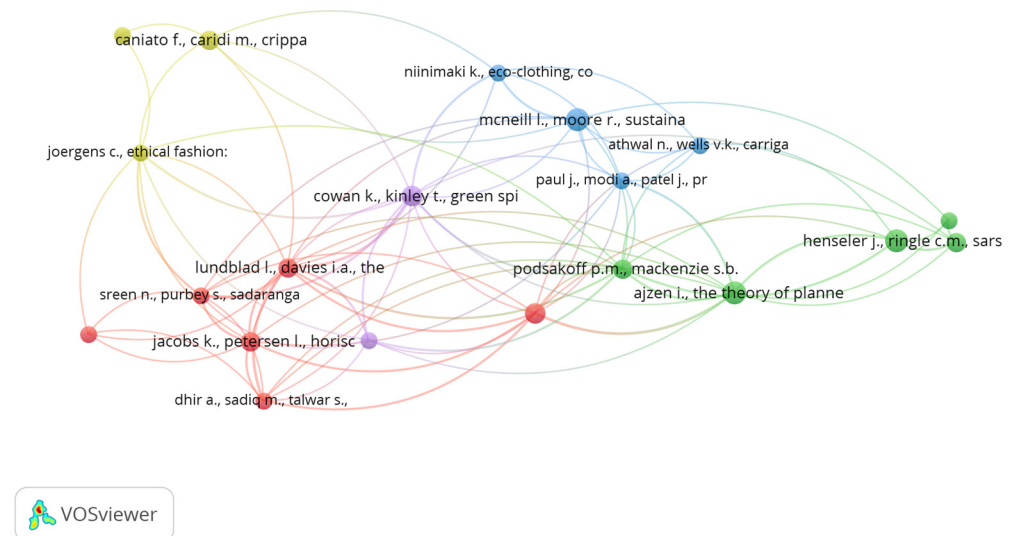 caniato f., caridi m., crippa
niinimaki k., eco-clothing, co
mcneill l., moore r., sustaina
athwal n., wells v.k., carriga
joergens c., ethical fashion:
paul j., modi a., patel j., pr
cowan k., kinley t., green spi
henseler j., ringle c.m., sars
lundblad l., davies i.a., the
podsakoff p.m., mackenzie s.b.
sreen n., purbey s., sadaranga
ajzen i., the theory of planne
jacobs k., petersen l., horisc
dhir a., sadiq m., talwar s.,
VOSviewer